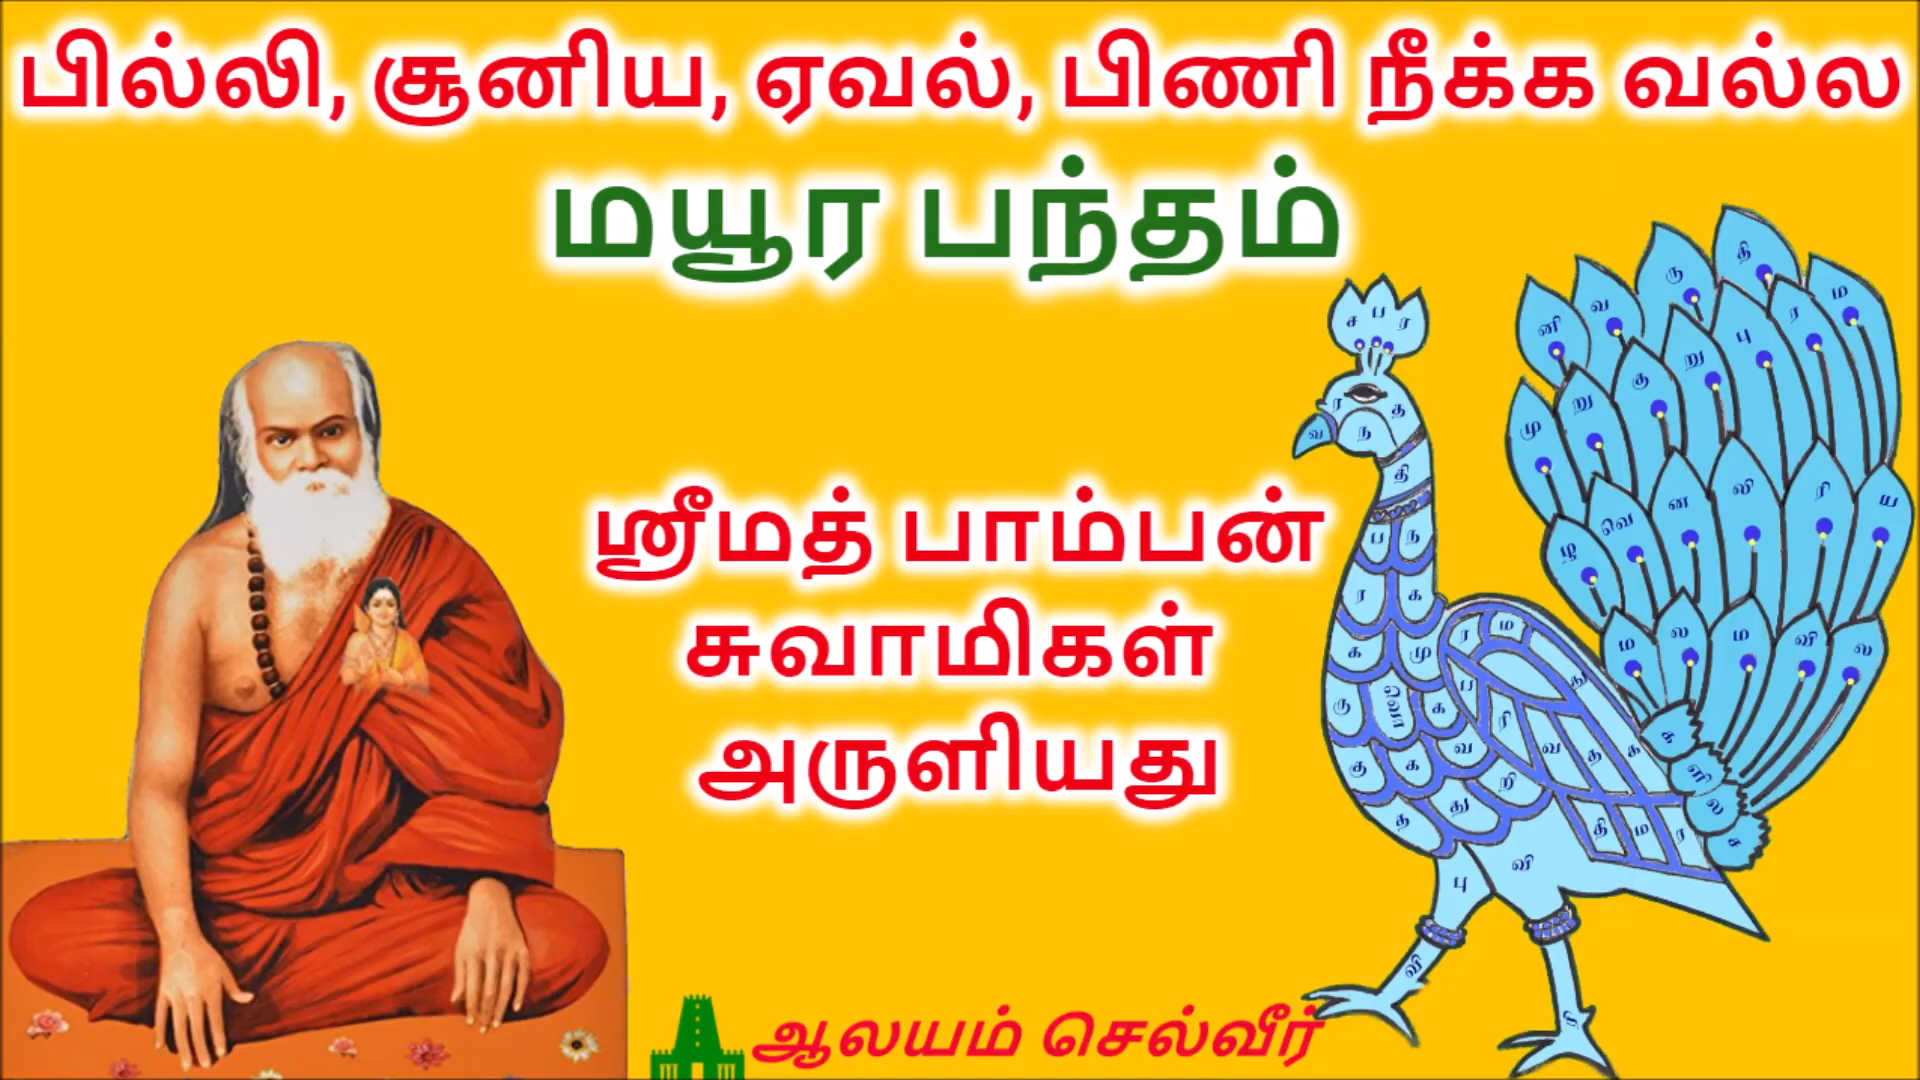 பில்லி, சூனிய, ஏவல், பிணி நீக்க வல்ல
மயூர பந்தம்
ஸ்ரீமத் பாம்பன்
சுவாமிகள்
அருளியது
ஆலயம் செல்வீர்
ச ப ர
ர த
வ ந
தி
ப ந
ர க
க மு
ரு வொ க
கு க வ
த து றி
பு வி
வி
ர ம
ப ரி வ த க
தி ம ர
னி வ ரு தி
மு று கு று பு ர ம
ழ வெ ன லி ரி ய
ம ல ம வி ல
க
ளி
ல
ச